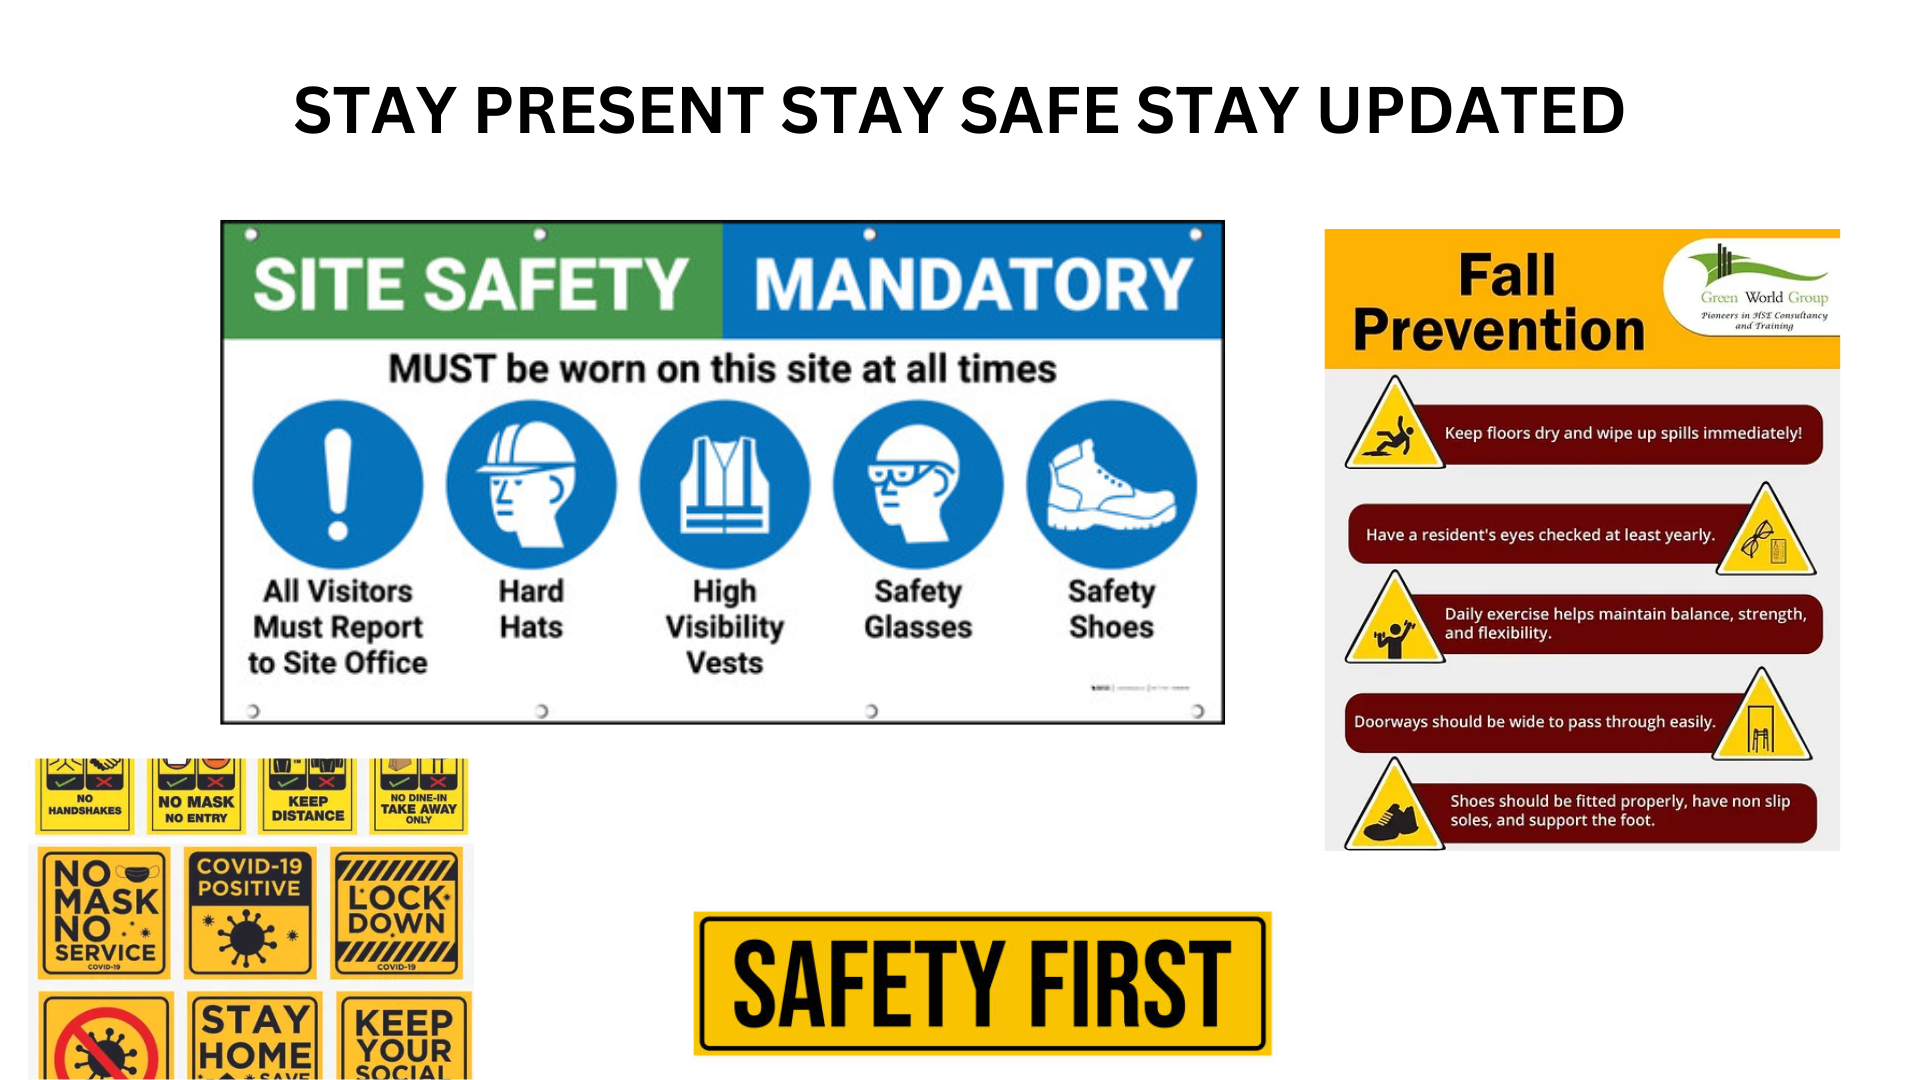 STAY PRESENT STAY SAFE STAY UPDATED
SITE SAFETY
MANDATORY
MUST be worn on this site at all times
All Visitors
Must Report
to Site Office
Hard
Hats
High
Visibility
Vests
Safety
Glasses
Safety
Shoes
Fall
Prevention
Green World Group
Pioneers in HSE Consultancy
and Training
Keep floors dry and wipe up spills immediately!
Have a resident's eyes checked at least yearly.
Daily exercise helps maintain balance, strength,
and flexibility.
Doorways should be wide to pass through easily.
Shoes should be fitted properly, have non slip
soles, and support the foot.
NO
HANDSHAKES
NO MASK
NO ENTRY
KEEP
DISTANCE
NO DINE-IN
TAKE AWAY
ONLY
NO
MASK
NO
SERVICE
COVID-19
COVID-19
POSITIVE
LOCK
DOWN
COVID-19
STAY
HOME
SAVE
KEEP
YOUR
SOCIAL
SAFETY FIRST